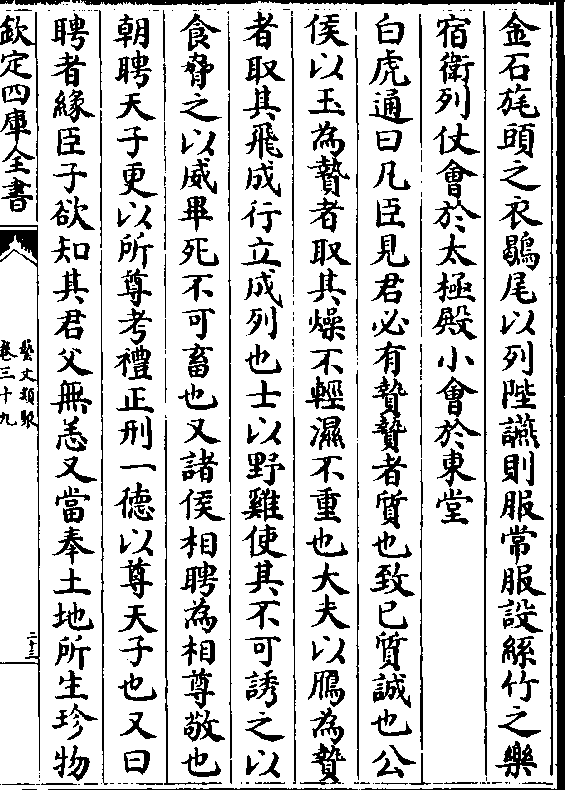 金石旄頭之衣鶡尾以列陛讌則服常服設絲竹之樂
宿衛列仗會於太極殿小會於東堂
白虎通曰凡臣見君必有贄贄者質也致已質誠也公
侯以玉為贄者取其燥不輕濕不重也大夫以鴈為贄
者取其飛成行立成列也士以野雞使其不可誘之以
食脅之以威畢死不可畜也又諸侯相聘為相尊敬也
朝聘天子更以所尊考禮正刑一德以尊天子也又曰
聘者緣臣子欲知其君父無恙又當奉土地所生珍物
欽定四庫全書
藝文類聚
卷三十九
二十三